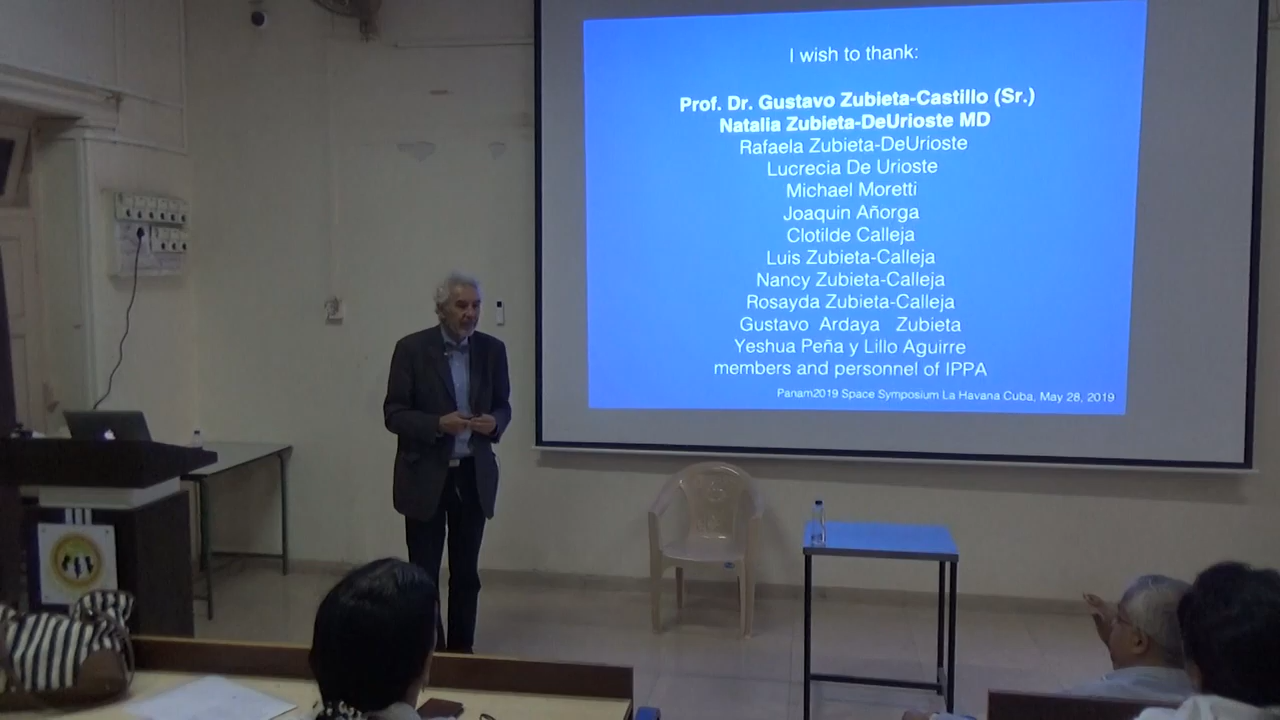 I wish to thank:
Prof. Dr. Gustavo Zubieta-Castillo (Sr.)
Natalia Zubieta-DeUrioste MD
Rafaela Zubieta-DeUrioste
Lucrecia De Urioste
Michael Moretti
Joaquin Añorga
Clotilde Calleja
Luis Zubieta-Calleja
Nancy Zubieta-Calleja
Rosayda Zubieta-Calleja
Gustavo Ardaya Zubieta
Yeshua Peña y Lillo Aguirre
members and personnel of IPPA
Panam2019 Space Symposium La Havana Cuba, May 28, 2019